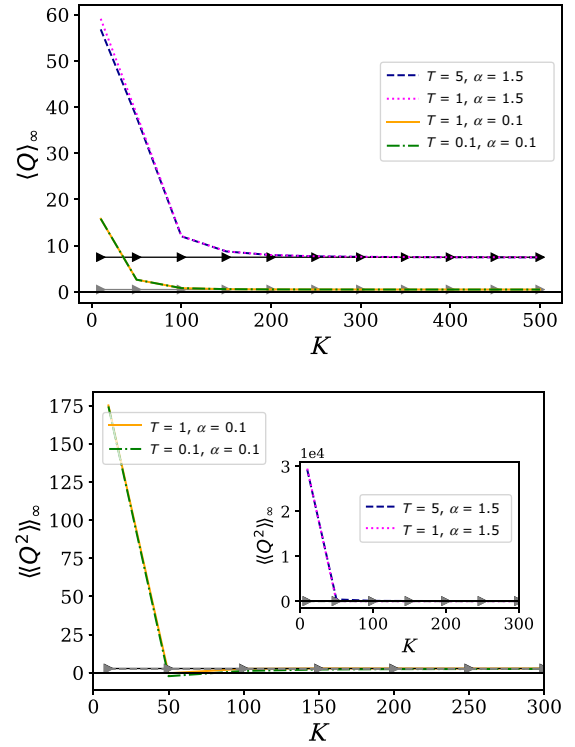 60
50
40
30
20
10
0
⟨Q⟩∞
T = 5, α = 1.5
T = 1, α = 1.5
T = 1, α = 0.1
T = 0.1, α = 0.1
0 100 200 300 400 500
K
175
150
125
100
75
50
25
0
⟪Q²⟫∞
T = 1, α = 0.1
T = 0.1, α = 0.1
1e4
3
2
1
0
⟪Q²⟫∞
T = 5, α = 1.5
T = 1, α = 1.5
0 100 200 300
K
0 50 100 150 200 250 300
K